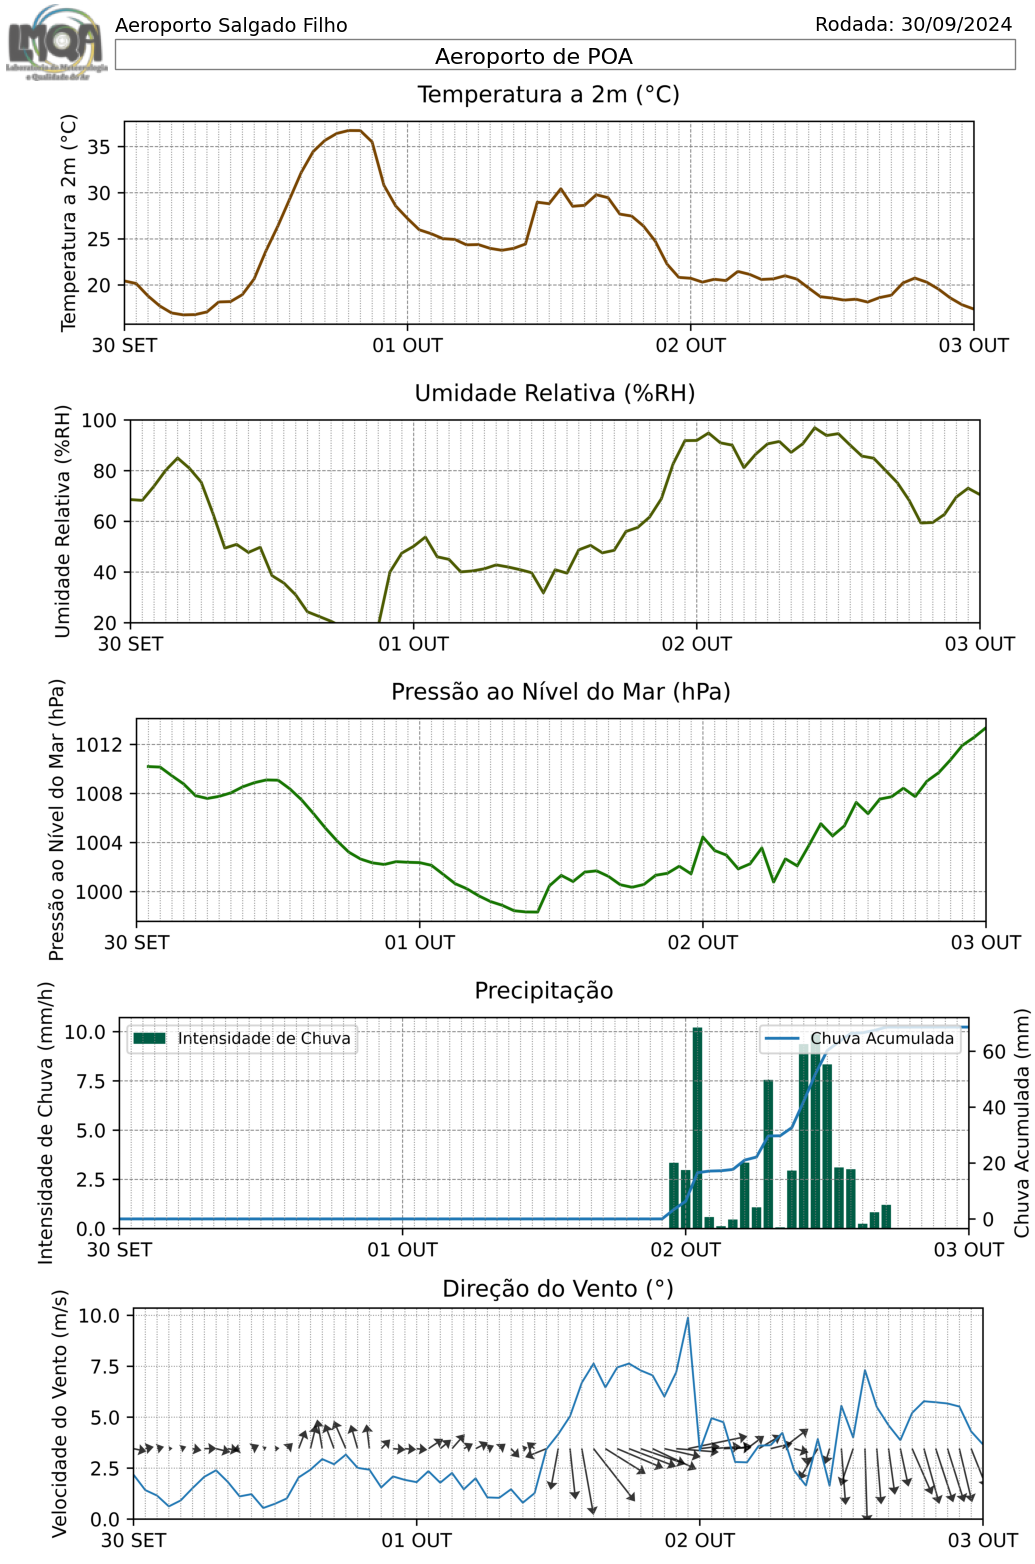 LMQA
Laboratório de Meteorologia
e Qualidade do Ar
Aeroporto Salgado Filho
Rodada: 30/09/2024
Aeroporto de POA
Temperatura a 2m (°C)
Temperatura a 2m (°C)
35
30
25
20
30 SET
01 OUT
02 OUT
03 OUT
Umidade Relativa (%RH)
Umidade Relativa (%RH)
100
80
60
40
20
30 SET
01 OUT
02 OUT
03 OUT
Pressão ao Nível do Mar (hPa)
Pressão ao Nível do Mar (hPa)
1012
1008
1004
1000
30 SET
01 OUT
02 OUT
03 OUT
Precipitação
Intensidade de Chuva (mm/h)
10.0
7.5
5.0
2.5
0.0
Intensidade de Chuva
Chuva Acumulada
60
40
20
0
Chuva Acumulada (mm)
30 SET
01 OUT
02 OUT
03 OUT
Direção do Vento (°)
Velocidade do Vento (m/s)
10.0
7.5
5.0
2.5
0.0
30 SET
01 OUT
02 OUT
03 OUT